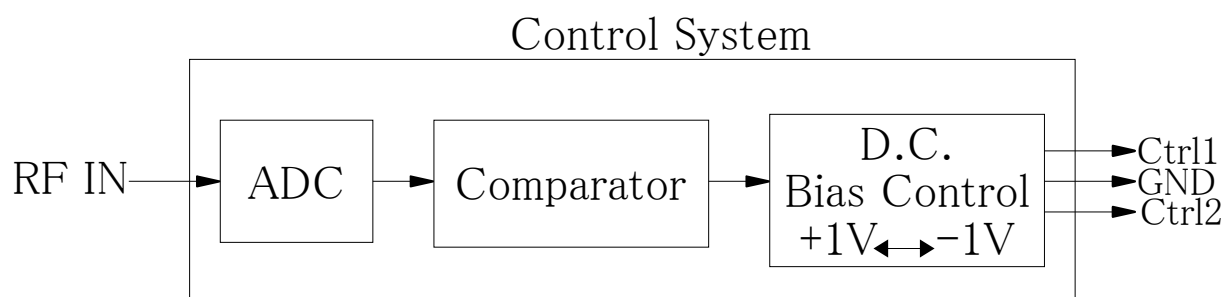 Control System
RF IN
ADC
Comparator
D.C.
Bias Control
+1V -1V
Ctrl1
GND
Ctrl2